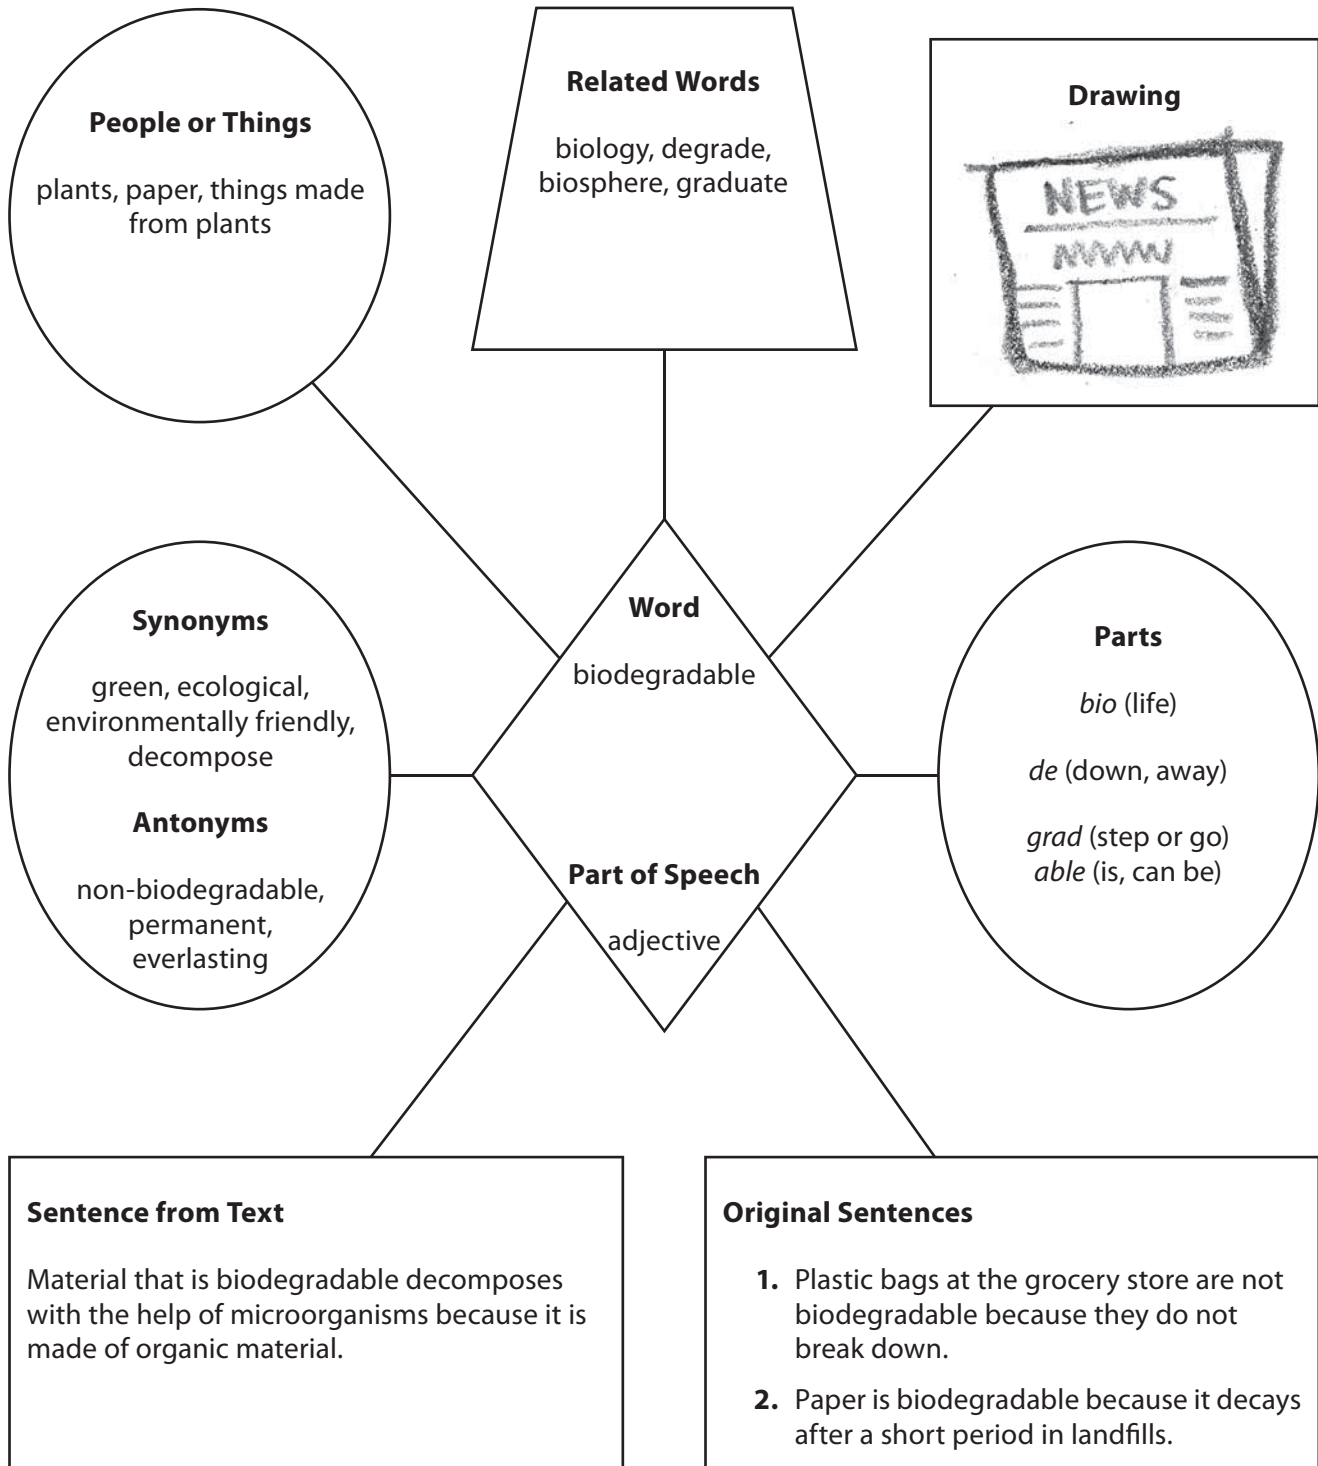 People or Things
plants, paper, things made
from plants
Related Words
biology, degrade,
biosphere, graduate
Drawing
NEWS
Synonyms
green, ecological,
environmentally friendly,
decompose
Antonyms
non-biodegradable,
permanent,
everlasting
Word
biodegradable
Part of Speech
adjective
Parts
bio (life)
de (down, away)
grad (step or go)
able (is, can be)
Sentence from Text
Material that is biodegradable decomposes
with the help of microorganisms because it is
made of organic material.
Original Sentences
1. Plastic bags at the grocery store are not
biodegradable because they do not
break down.
2. Paper is biodegradable because it decays
after a short period in landfills.